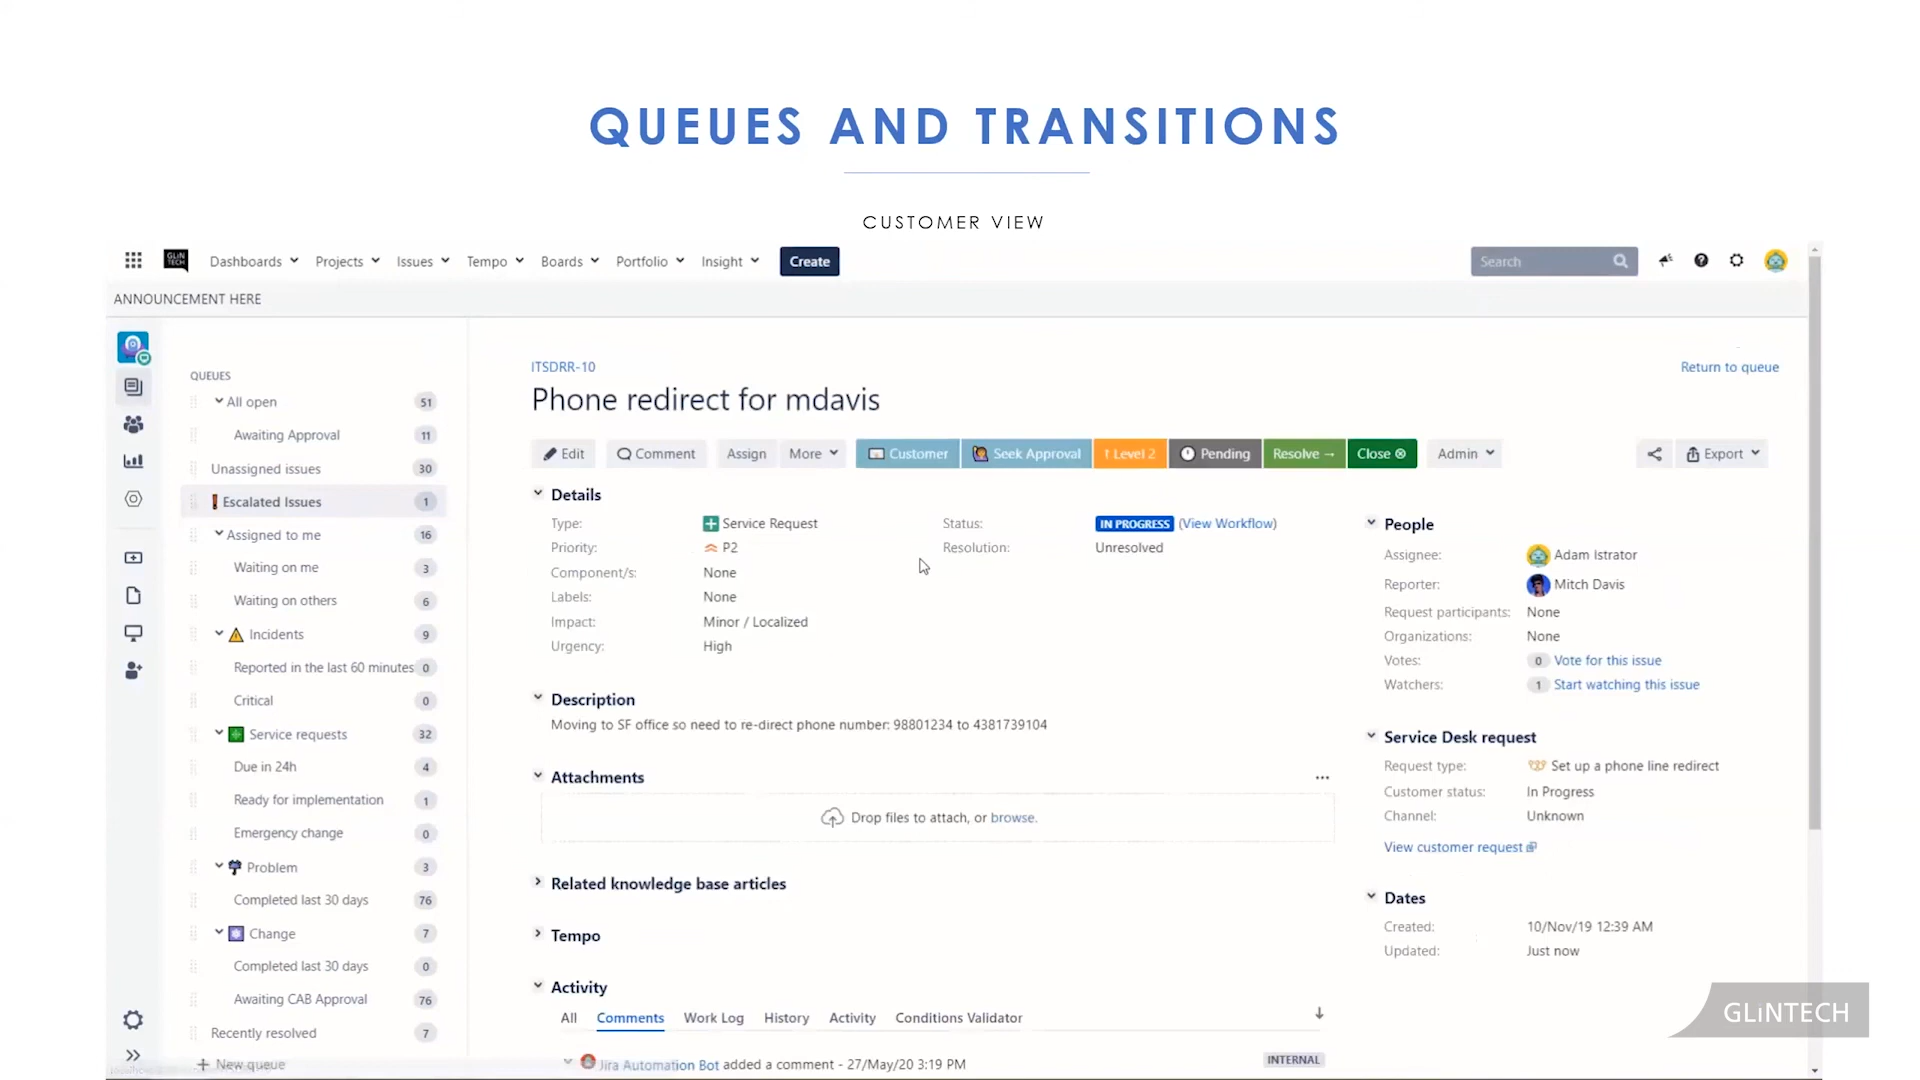 QUEUES AND TRANSITIONS
CUSTOMER VIEW
GLiN TECH Dashboards Projects Issues Tempo Boards Portfolio Insight Create Search
ANNOUNCEMENT HERE
QUEUES
All open 51
Awaiting Approval 11
Unassigned issues 30
Escalated Issues 1
Assigned to me 16
Waiting on me 3
Waiting on others 6
Incidents 9
Reported in the last 60 minutes 0
Critical 0
Service requests 32
Due in 24h 4
Ready for implementation 1
Emergency change 0
Problem 3
Completed last 30 days 76
Change 7
Completed last 30 days 0
Awaiting CAB Approval 76
Recently resolved 7
+ New queue
ITSDRR-10
Return to queue
Phone redirect for mdavis
Edit Comment Assign More Customer Seek Approval ↑ Level 2 Pending Resolve → Close ⊗ Admin Export
Details
Type: Service Request
Priority: P2
Component/s: None
Labels: None
Impact: Minor / Localized
Urgency: High
Status: IN PROGRESS (View Workflow)
Resolution: Unresolved
Description
Moving to SF office so need to re-direct phone number: 98801234 to 4381739104
Attachments ...
Drop files to attach, or browse.
Related knowledge base articles
Tempo
Activity
All Comments Work Log History Activity Conditions Validator
Jira Automation Bot added a comment - 27/May/20 3:19 PM INTERNAL
People
Assignee: Adam Istrator
Reporter: Mitch Davis
Request participants: None
Organizations: None
Votes: 0 Vote for this issue
Watchers: 1 Start watching this issue
Service Desk request
Request type: Set up a phone line redirect
Customer status: In Progress
Channel: Unknown
View customer request
Dates
Created: 10/Nov/19 12:39 AM
Updated: Just now
GLiNTECH